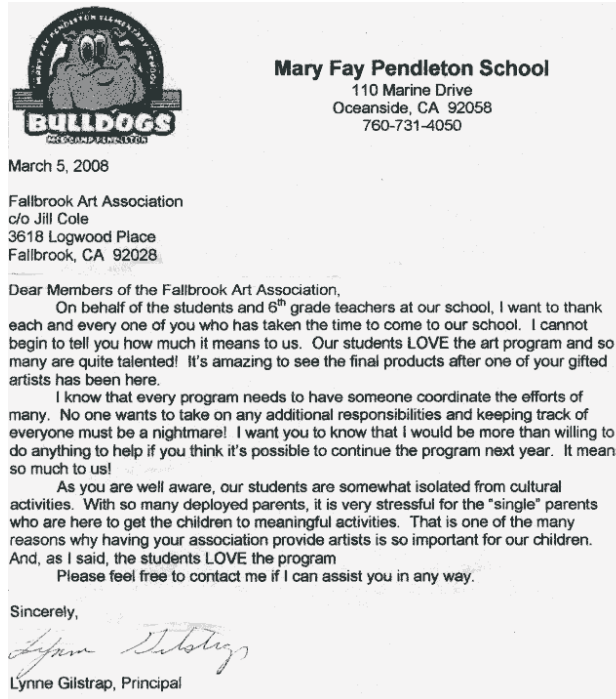 MARY FAY PENDLETON ELEMENTARY SCHOOL
BULLDOGS
MCB CAMP PENDLETON
Mary Fay Pendleton School
110 Marine Drive
Oceanside, CA 92058
760-731-4050
March 5, 2008
Fallbrook Art Association
c/o Jill Cole
3618 Logwood Place
Fallbrook, CA 92028
Dear Members of the Fallbrook Art Association,
On behalf of the students and 6th grade teachers at our school, I want to thank
each and every one of you who has taken the time to come to our school. I cannot
begin to tell you how much it means to us. Our students LOVE the art program and so
many are quite talented! It's amazing to see the final products after one of your gifted
artists has been here.
I know that every program needs to have someone coordinate the efforts of
many. No one wants to take on any additional responsibilities and keeping track of
everyone must be a nightmare! I want you to know that I would be more than willing to
do anything to help if you think it's possible to continue the program next year. It means
so much to us!
As you are well aware, our students are somewhat isolated from cultural
activities. With so many deployed parents, it is very stressful for the "single" parents
who are here to get the children to meaningful activities. That is one of the many
reasons why having your association provide artists is so important for our children.
And, as I said, the students LOVE the program
Please feel free to contact me if I can assist you in any way.
Sincerely,
Lynne Gilstrap
Lynne Gilstrap, Principal